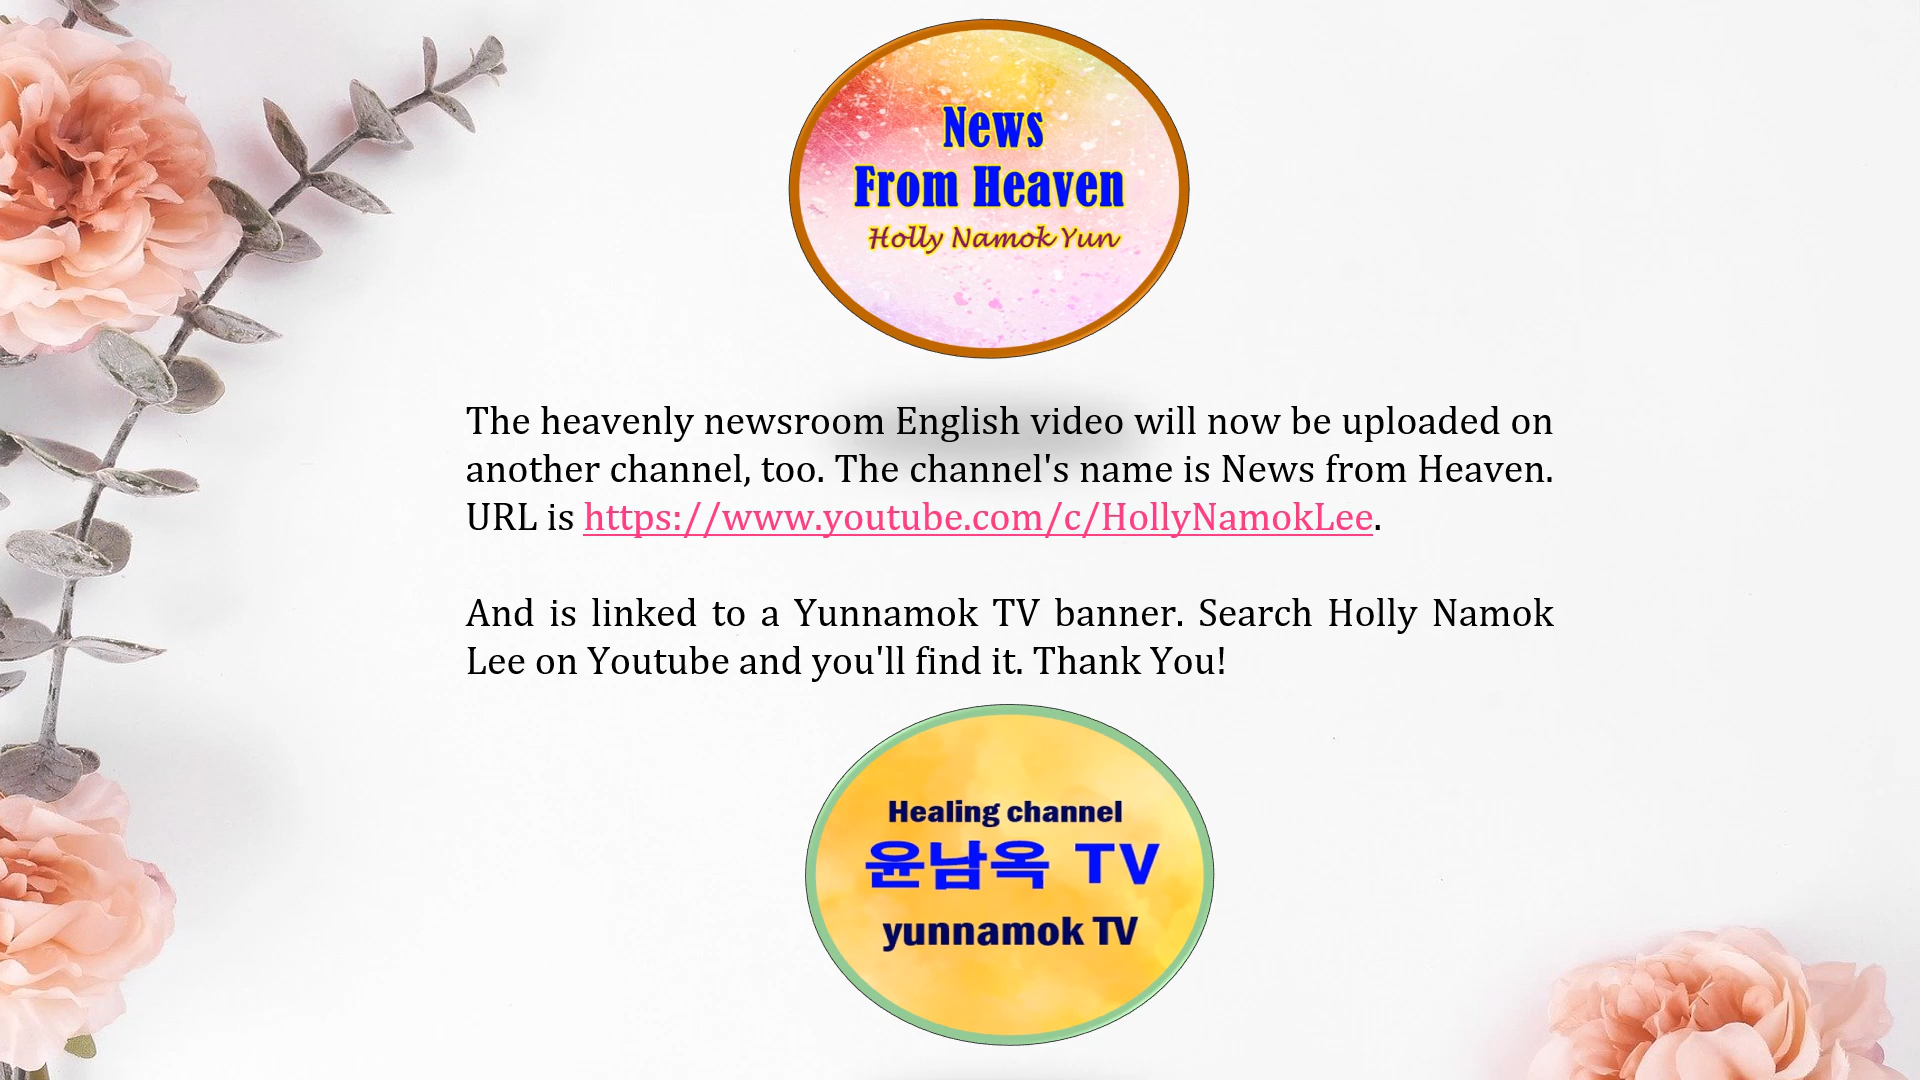 News
From Heaven
Holly Namok Yun
The heavenly newsroom English video will now be uploaded on
another channel, too. The channel's name is News from Heaven.
URL is https://www.youtube.com/c/HollyNamokLee.
And is linked to a Yunnamok TV banner. Search Holly Namok
Lee on Youtube and you'll find it. Thank You!
Healing channel
윤남옥 TV
yunnamok TV